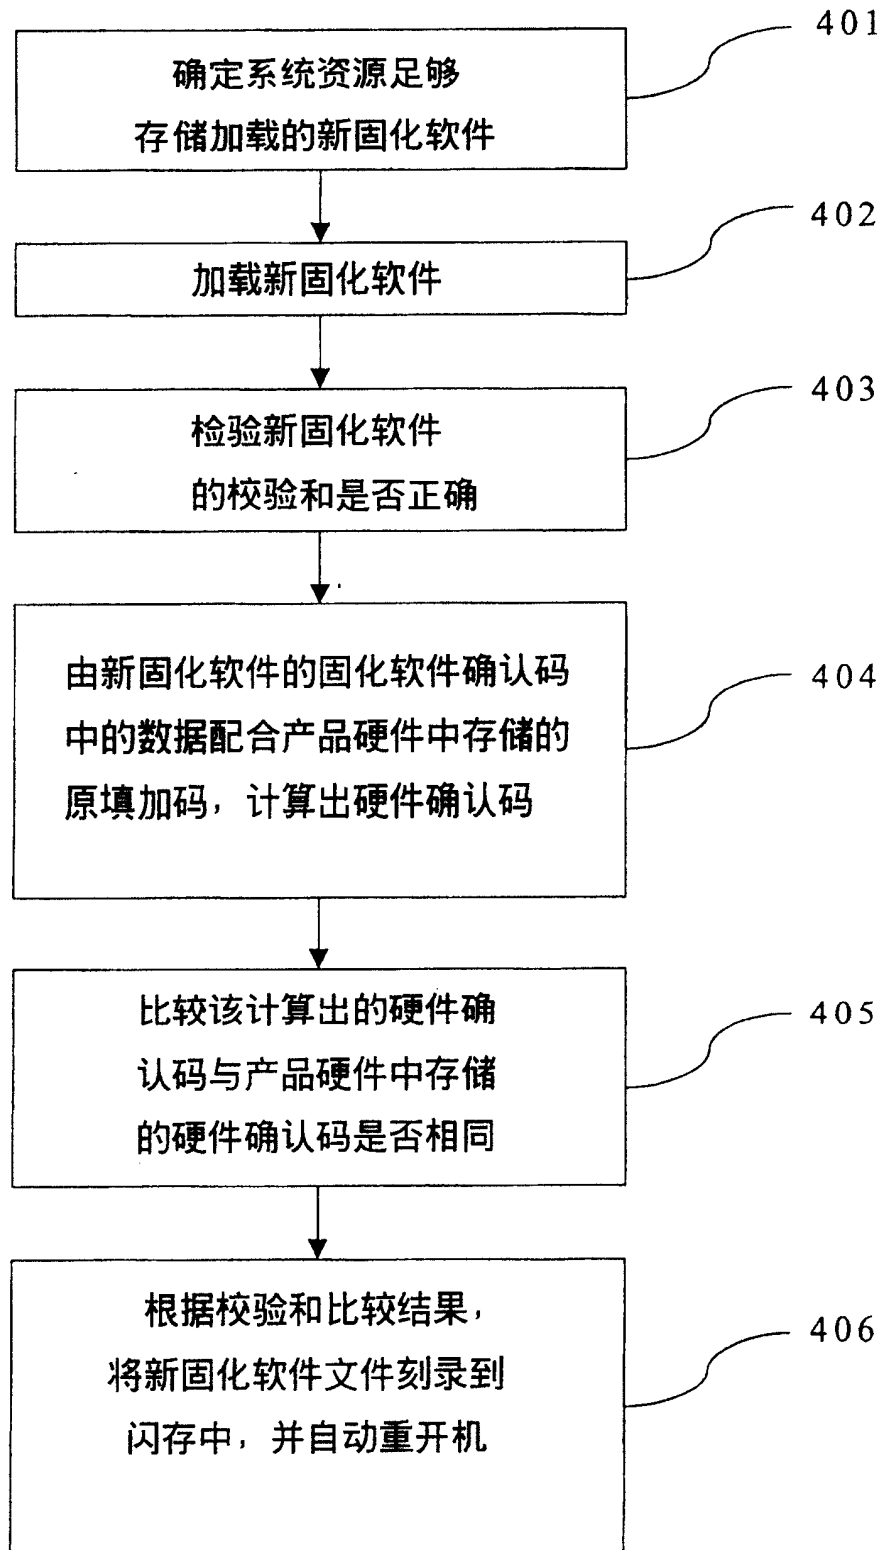 401
确定系统资源足够
存储加载的新固化软件
402
加载新固化软件
403
检验新固化软件
的校验和是否正确
404
由新固化软件的固化软件确认码
中的数据配合产品硬件中存储的
原填加码，计算出硬件确认码
405
比较该计算出的硬件确
认码与产品硬件中存储
的硬件确认码是否相同
406
根据校验和比较结果，
将新固化软件文件刻录到
闪存中，并自动重开机